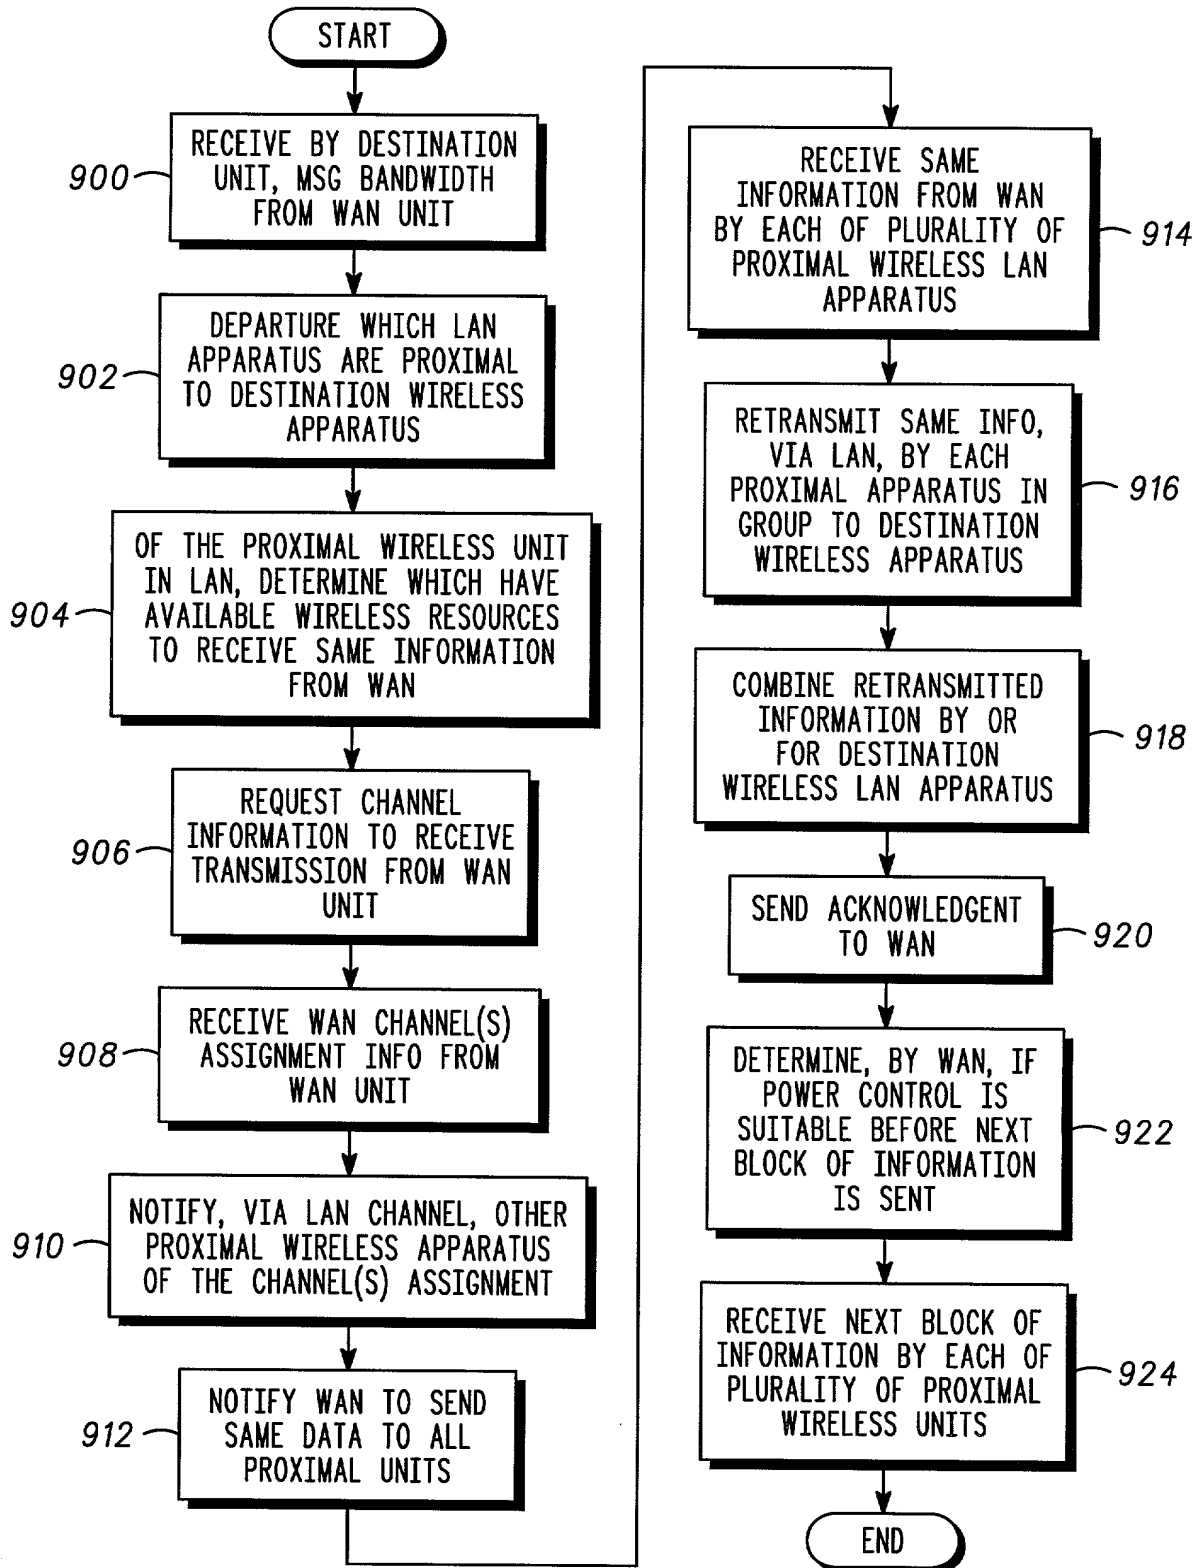 START
RECEIVE BY DESTINATION
UNIT, MSG BANDWIDTH
FROM WAN UNIT
900
DEPARTURE WHICH LAN
APPARATUS ARE PROXIMAL
TO DESTINATION WIRELESS
APPARATUS
902
OF THE PROXIMAL WIRELESS UNIT
IN LAN, DETERMINE WHICH HAVE
AVAILABLE WIRELESS RESOURCES
TO RECEIVE SAME INFORMATION
FROM WAN
904
REQUEST CHANNEL
INFORMATION TO RECEIVE
TRANSMISSION FROM WAN
UNIT
906
RECEIVE WAN CHANNEL(S)
ASSIGNMENT INFO FROM
WAN UNIT
908
NOTIFY, VIA LAN CHANNEL, OTHER
PROXIMAL WIRELESS APPARATUS
OF THE CHANNEL(S) ASSIGNMENT
910
NOTIFY WAN TO SEND
SAME DATA TO ALL
PROXIMAL UNITS
912
RECEIVE SAME
INFORMATION FROM WAN
BY EACH OF PLURALITY OF
PROXIMAL WIRELESS LAN
APPARATUS
914
RETRANSMIT SAME INFO,
VIA LAN, BY EACH
PROXIMAL APPARATUS IN
GROUP TO DESTINATION
WIRELESS APPARATUS
916
COMBINE RETRANSMITTED
INFORMATION BY OR
FOR DESTINATION
WIRELESS LAN APPARATUS
918
SEND ACKNOWLEDGENT
TO WAN
920
DETERMINE, BY WAN, IF
POWER CONTROL IS
SUITABLE BEFORE NEXT
BLOCK OF INFORMATION
IS SENT
922
RECEIVE NEXT BLOCK OF
INFORMATION BY EACH OF
PLURALITY OF PROXIMAL
WIRELESS UNITS
924
END